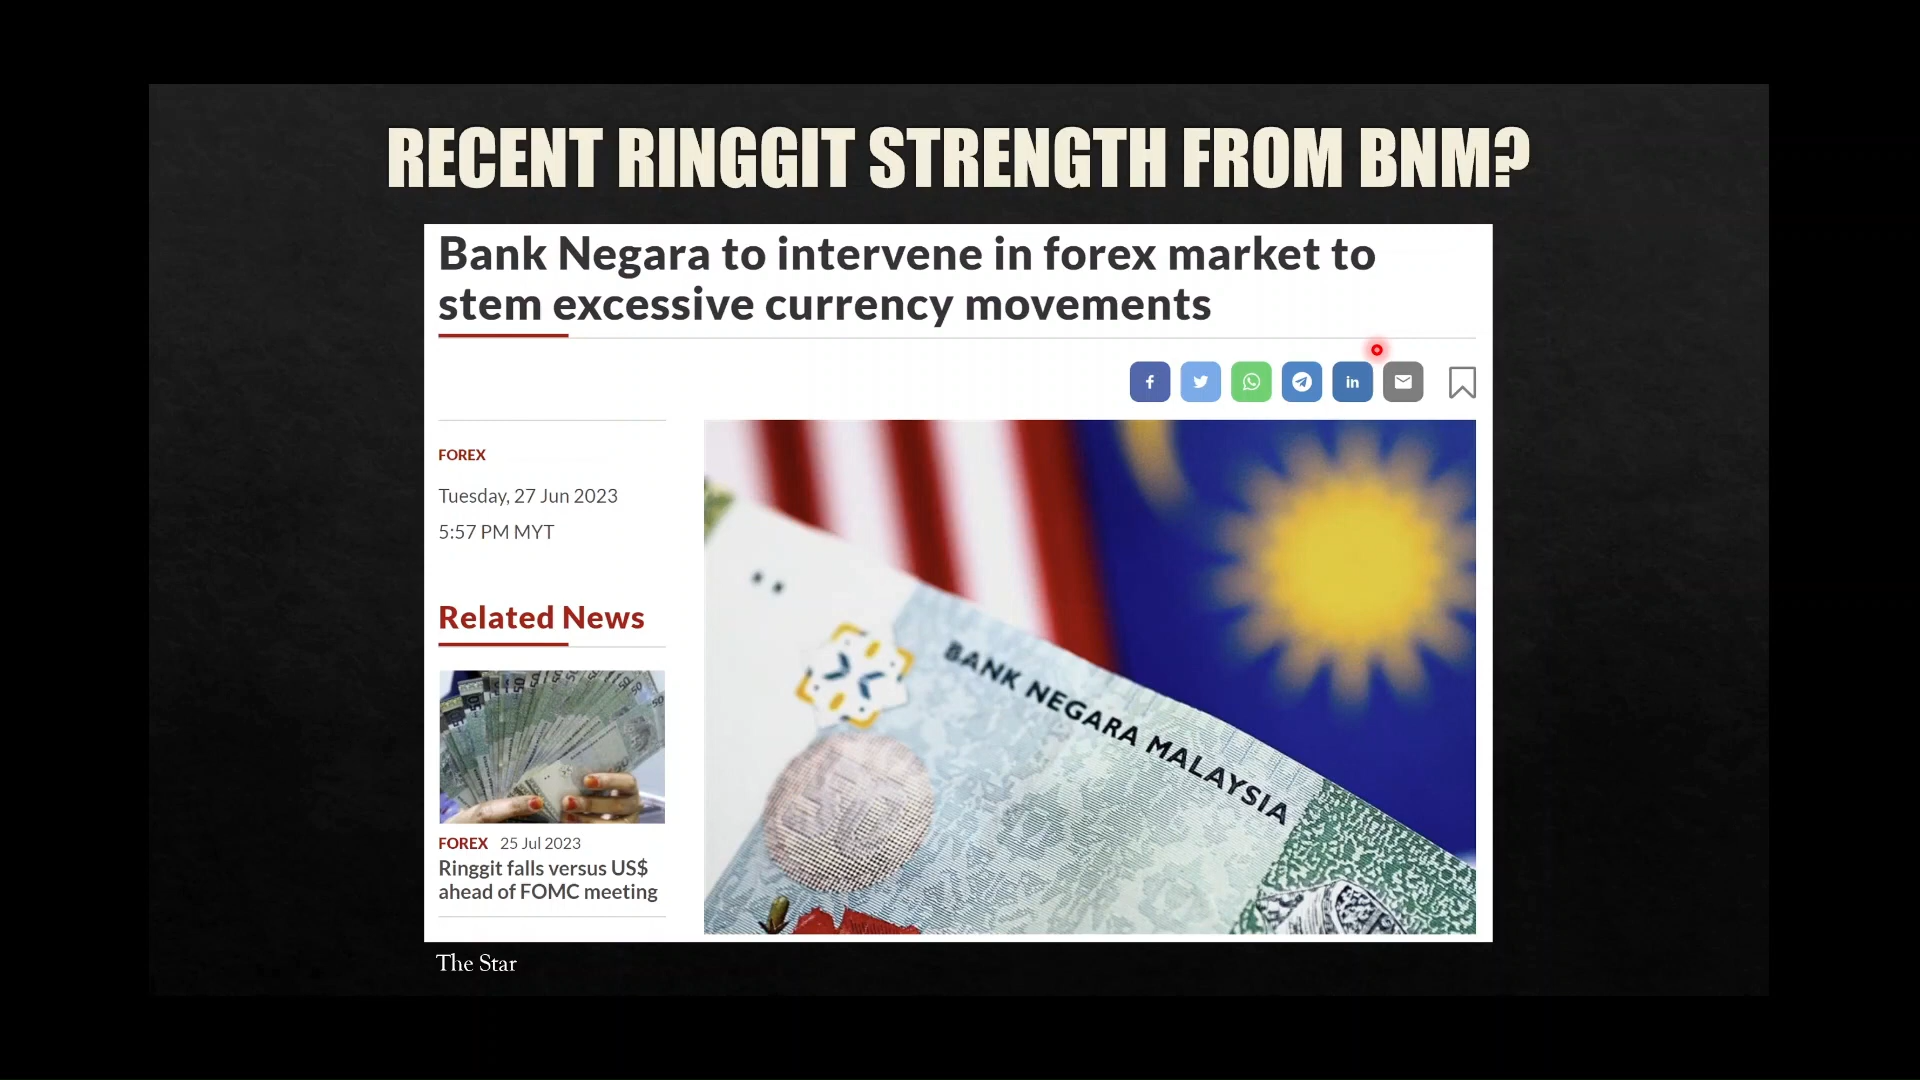 RECENT RINGGIT STRENGTH FROM BNM?
Bank Negara to intervene in forex market to
stem excessive currency movements
FOREX
Tuesday, 27 Jun 2023
5:57 PM MYT
Related News
BANK NEGARA MALAYSIA
FOREX 25 Jul 2023
Ringgit falls versus US$
ahead of FOMC meeting
The Star